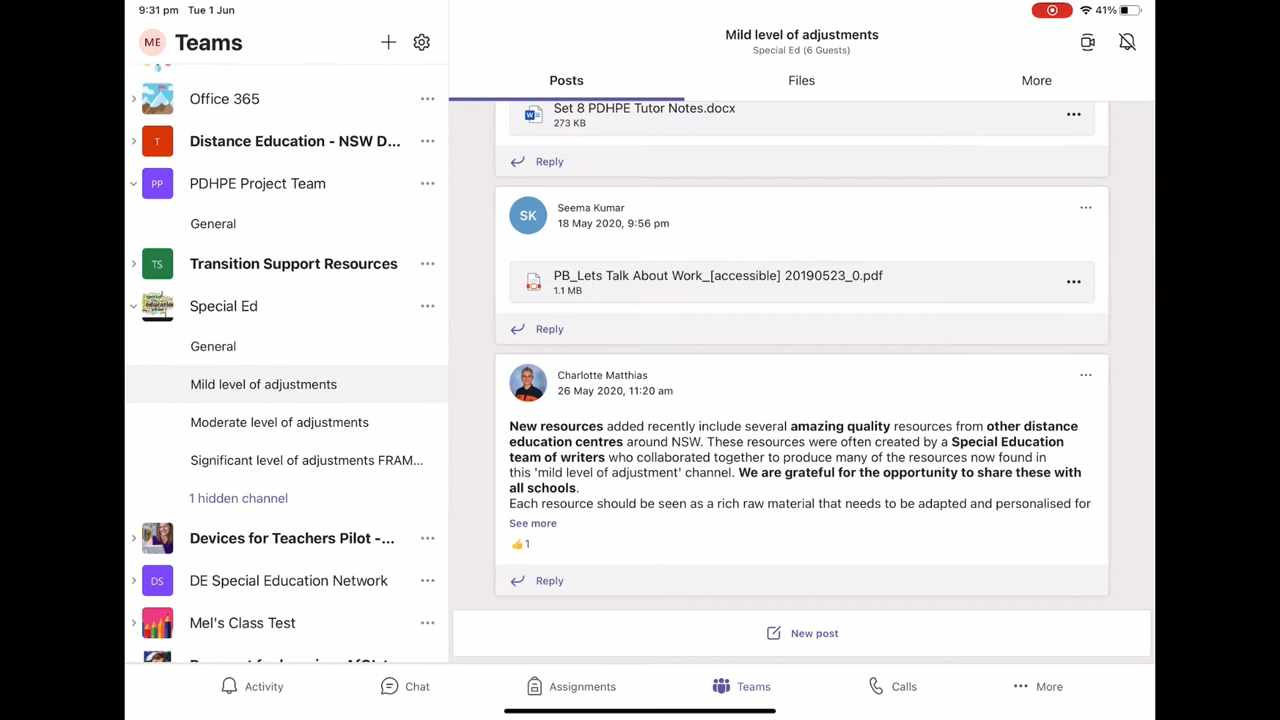 9:31 pm Tue 1 Jun
41%
ME Teams
Office 365
T Distance Education - NSW D...
PP PDHPE Project Team
General
TS Transition Support Resources
Special Ed
General
Mild level of adjustments
Moderate level of adjustments
Significant level of adjustments FRAM...
1 hidden channel
Devices for Teachers Pilot -...
DS DE Special Education Network
Mel's Class Test
Mild level of adjustments
Special Ed (6 Guests)
Posts Files More
Set 8 PDHPE Tutor Notes.docx
273 KB
Reply
SK Seema Kumar
18 May 2020, 9:56 pm
PB_Lets Talk About Work_[accessible] 20190523_0.pdf
1.1 MB
Reply
Charlotte Matthias
26 May 2020, 11:20 am
New resources added recently include several amazing quality resources from other distance
education centres around NSW. These resources were often created by a Special Education
team of writers who collaborated together to produce many of the resources now found in
this 'mild level of adjustment' channel. We are grateful for the opportunity to share these with
all schools.
Each resource should be seen as a rich raw material that needs to be adapted and personalised for
See more
1
Reply
New post
Activity Chat Assignments Teams Calls More